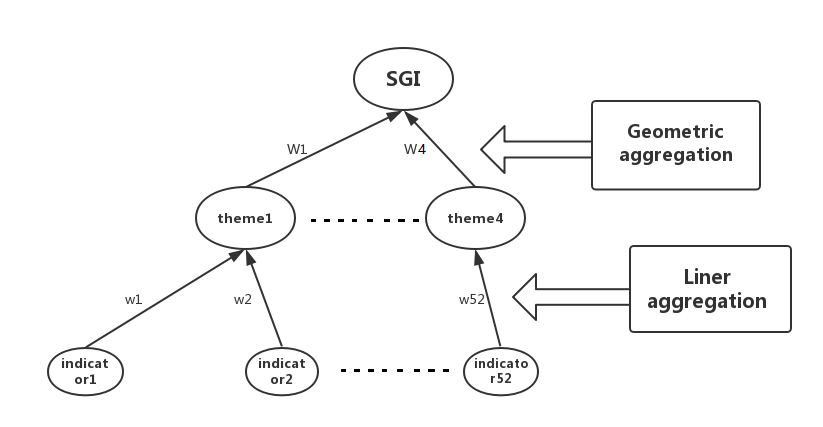 SGI
Geometric
aggregation
W1
W4
theme1
theme4
Liner
aggregation
w1
w2
w52
indicat
or1
indicat
or2
indicato
r52